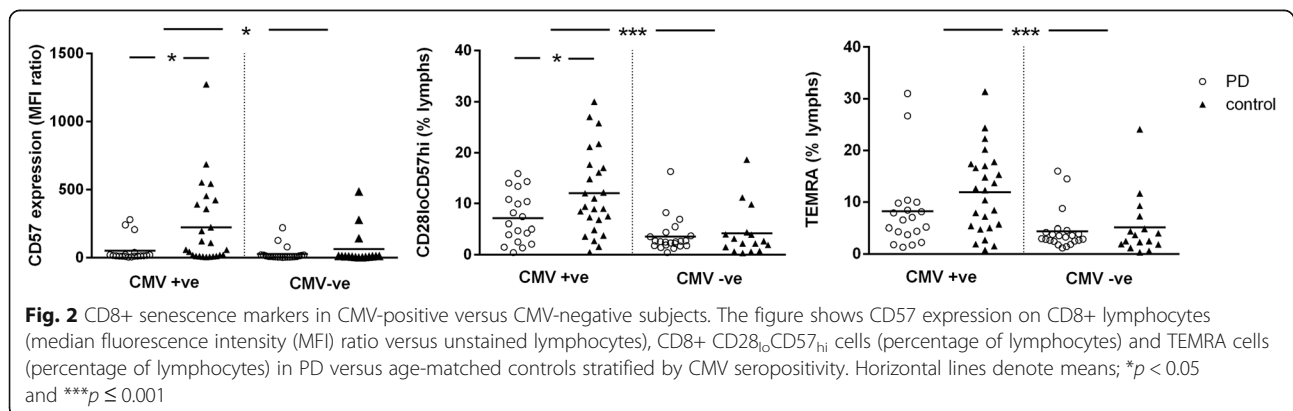 * *** ***
1500 40 40
* *
PD
control
30 30
1000
20 20
500
10 10
0 0 0
CD57 expression (MFI ratio)
CD28loCD57hi (% lymphs)
TEMRA (% lymphs)
CMV +ve CMV-ve CMV +ve CMV -ve CMV +ve CMV -ve
Fig. 2 CD8+ senescence markers in CMV-positive versus CMV-negative subjects. The figure shows CD57 expression on CD8+ lymphocytes
(median fluorescence intensity (MFI) ratio versus unstained lymphocytes), CD8+ CD28loCD57hi cells (percentage of lymphocytes) and TEMRA cells
(percentage of lymphocytes) in PD versus age-matched controls stratified by CMV seropositivity. Horizontal lines denote means; *p < 0.05
and ***p ≤ 0.001